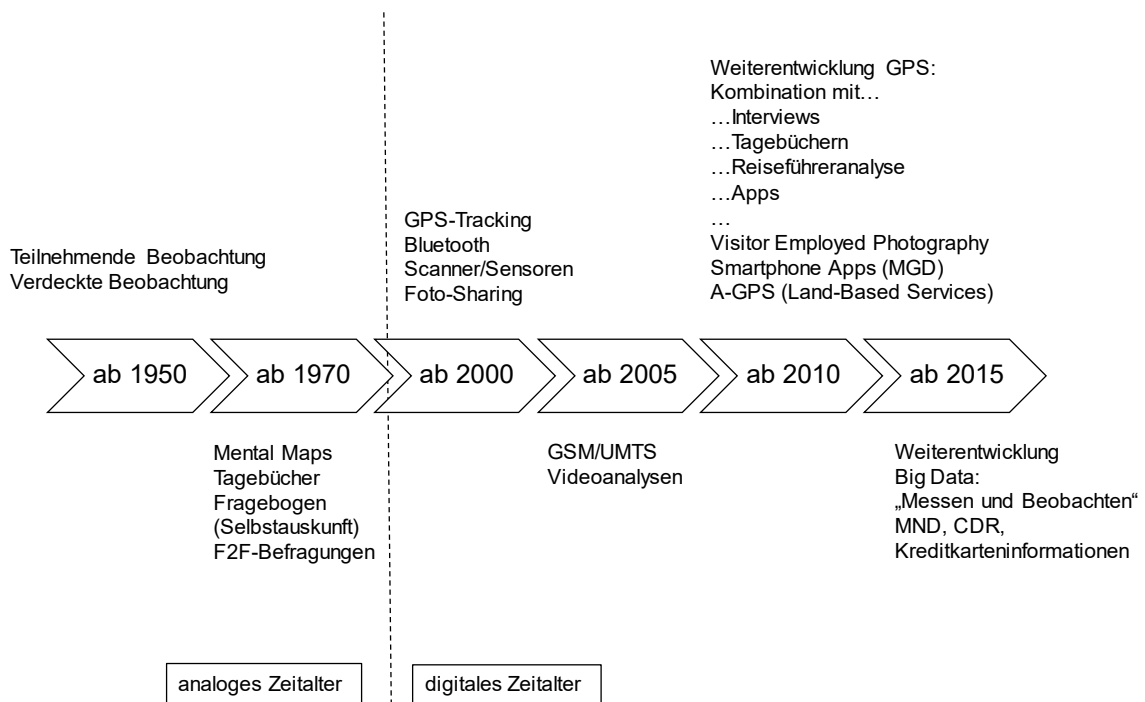 Weiterentwicklung GPS:
Kombination mit…
…Interviews
…Tagebüchern
…Reiseführeranalyse
…Apps
…
Visitor Employed Photography
Smartphone Apps (MGD)
A-GPS (Land-Based Services)
GPS-Tracking
Bluetooth
Scanner/Sensoren
Foto-Sharing
Teilnehmende Beobachtung
Verdeckte Beobachtung
ab 1950
ab 1970
ab 2000
ab 2005
ab 2010
ab 2015
Mental Maps
Tagebücher
Fragebogen
(Selbstauskunft)
F2F-Befragungen
GSM/UMTS
Videoanalysen
Weiterentwicklung
Big Data:
„Messen und Beobachten“
MND, CDR,
Kreditkarteninformationen
analoges Zeitalter
digitales Zeitalter